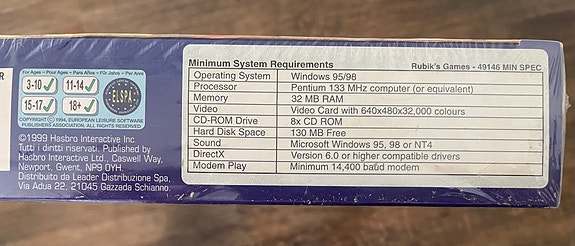 For Ages - Pour Ages - Para Años - Für Jahre - Per Anni
3-10
11-14
15-17
18+
ELSPA
COPYRIGHT © 1994, EUROPEAN LEISURE SOFTWARE
PUBLISHERS ASSOCIATION. ALL RIGHTS RESERVED.
©1999 Hasbro Interactive Inc.
Tutti i diritti riservati. Published by
Hasbro Interactive Ltd., Caswell Way,
Newport, Gwent, NP9 0YH.
Distribuito da Leader Distribuzione Spa,
Via Adua 22, 21045 Gazzada Schianno.
Minimum System Requirements Rubik's Games - 49146 MIN SPEC
Operating System Windows 95/98
Processor Pentium 133 MHz computer (or equivalent)
Memory 32 MB RAM
Video Video Card with 640x480x32,000 colours
CD-ROM Drive 8x CD ROM
Hard Disk Space 130 MB Free
Sound Microsoft Windows 95, 98 or NT4
DirectX Version 6.0 or higher compatible drivers
Modem Play Minimum 14,400 baud modem